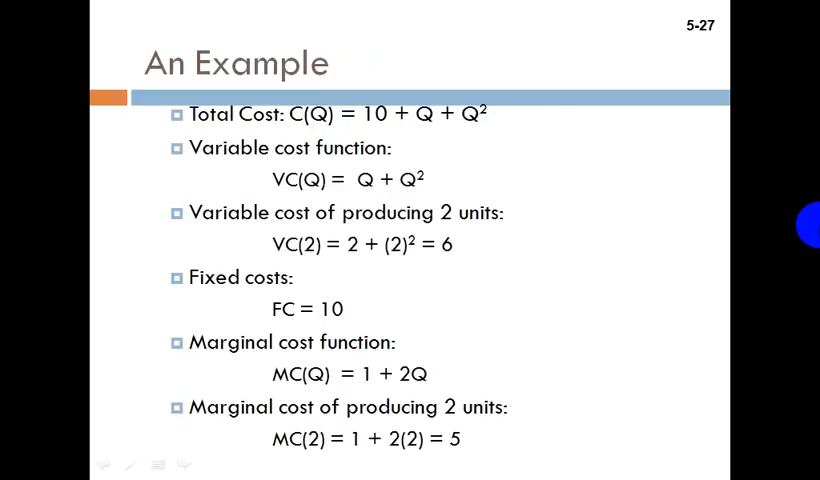 5-27
An Example
Total Cost: C(Q) = 10 + Q + Q²
Variable cost function:
VC(Q) = Q + Q²
Variable cost of producing 2 units:
VC(2) = 2 + (2)² = 6
Fixed costs:
FC = 10
Marginal cost function:
MC(Q) = 1 + 2Q
Marginal cost of producing 2 units:
MC(2) = 1 + 2(2) = 5